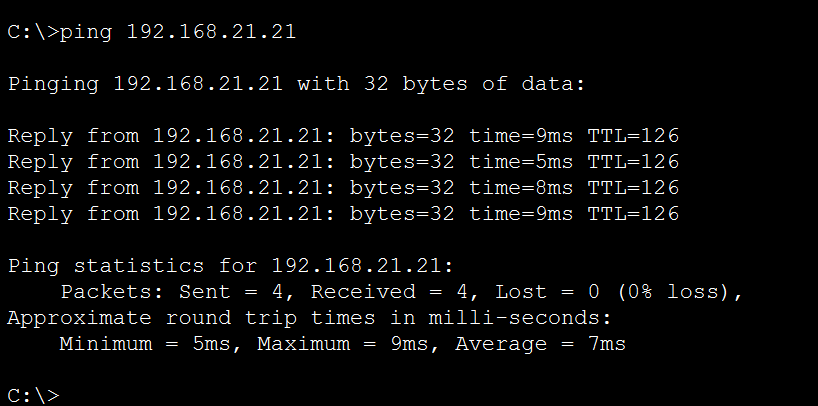 C:\>ping 192.168.21.21
Pinging 192.168.21.21 with 32 bytes of data:
Reply from 192.168.21.21: bytes=32 time=9ms TTL=126
Reply from 192.168.21.21: bytes=32 time=5ms TTL=126
Reply from 192.168.21.21: bytes=32 time=8ms TTL=126
Reply from 192.168.21.21: bytes=32 time=9ms TTL=126
Ping statistics for 192.168.21.21:
    Packets: Sent = 4, Received = 4, Lost = 0 (0% loss),
Approximate round trip times in milli-seconds:
    Minimum = 5ms, Maximum = 9ms, Average = 7ms
C:\>